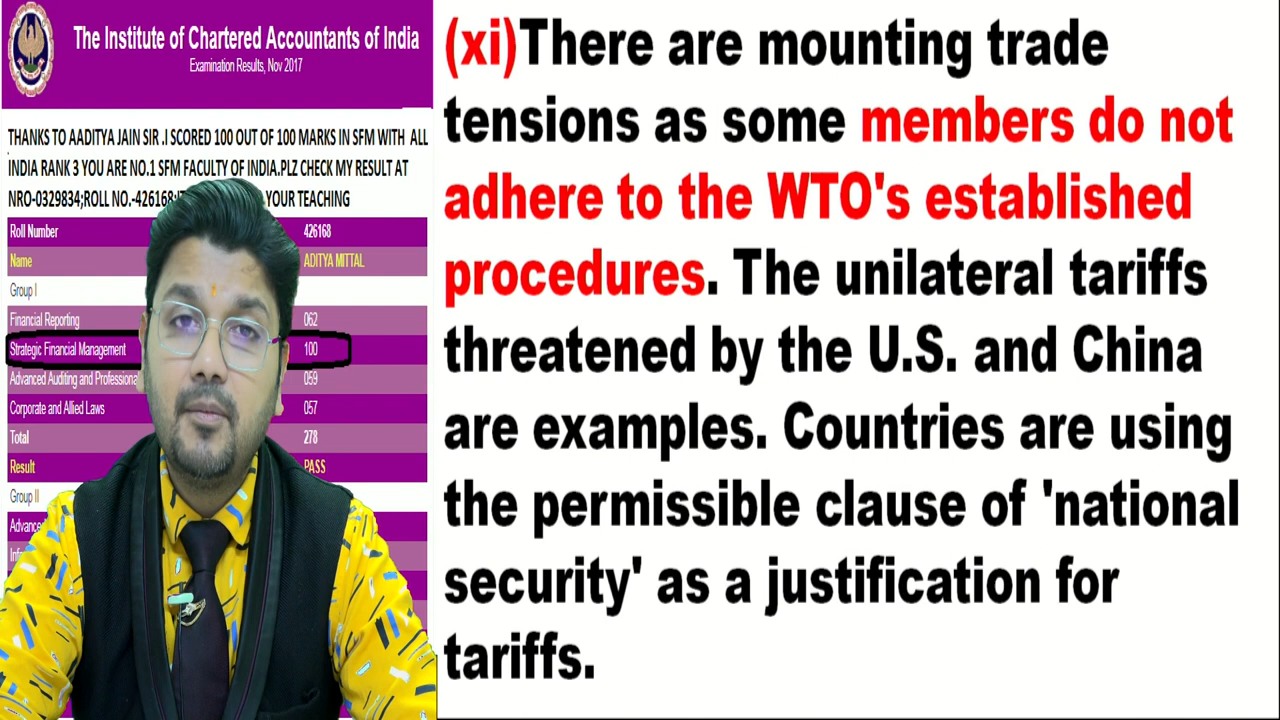 The Institute of Chartered Accountants of India
Examination Results, Nov 2017
THANKS TO AADITYA JAIN SIR .I SCORED 100 OUT OF 100 MARKS IN SFM WITH ALL
INDIA RANK 3 YOU ARE NO.1 SFM FACULTY OF INDIA.PLZ CHECK MY RESULT AT
NRO-0329834;ROLL NO.-426168 YOUR TEACHING
Roll Number 426168
Name ADITYA MITTAL
Group I
Financial Reporting 062
Strategic Financial Management 100
Advanced Auditing and Professiona 059
Corporate and Allied Laws 057
Total 278
Result PASS
Group II
Advanced
(xi)There are mounting trade
tensions as some members do not
adhere to the WTO's established
procedures. The unilateral tariffs
threatened by the U.S. and China
are examples. Countries are using
the permissible clause of 'national
security' as a justification for
tariffs.